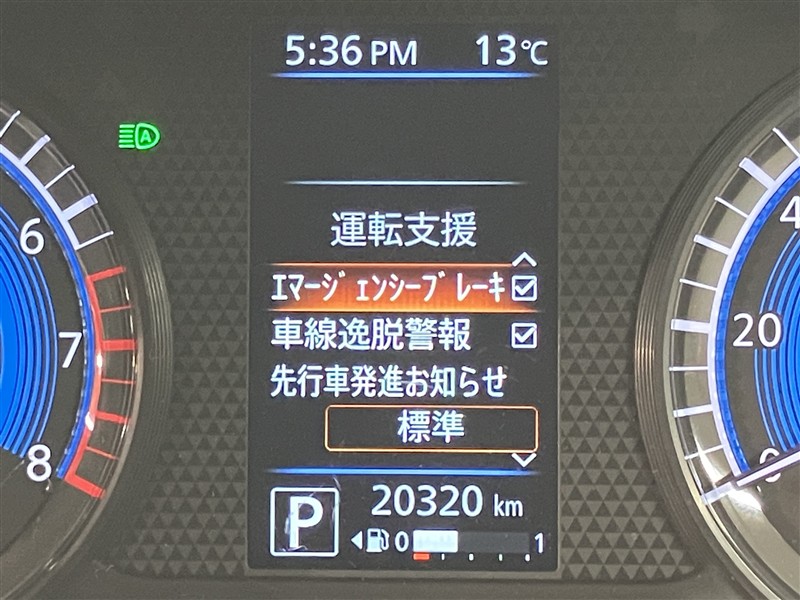 5:36 PM 13℃
運転支援
エマージェンシーブレーキ
車線逸脱警報
先行車発進お知らせ
標準
P
20320 km
0 1
A
6
7
8
4
20
0